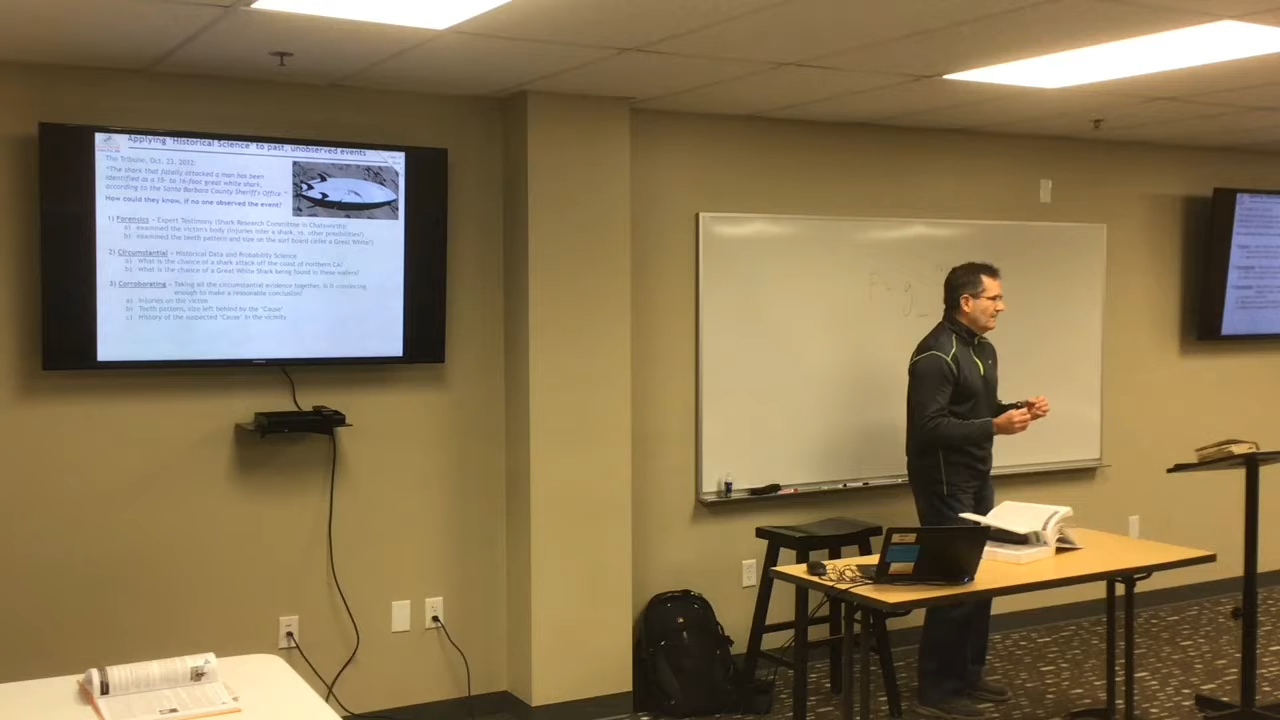 Applying "Historical Science" to past, unobserved events
The Tribune, Oct. 23, 2012:
"The shark that fatally attacked a man has been
identified as a 15- to 16-foot great white shark,
according to the Santa Barbara County Sheriff's Office."
How could they know, if no one observed the event?
1) Forensics – Expert Testimony (Shark Research Committee in Chatsworth):
a) examined the victim's body (injuries infer a shark, vs. other possibilities?)
b) examined the teeth pattern and size on the surf board (infer a Great White?)
2) Circumstantial – Historical Data and Probability Science
a) What is the chance of a shark attack off the coast of northern CA?
b) What is the chance of a Great White Shark being found in these waters?
3) Corroborating – Taking all the circumstantial evidence together, is it convincing
enough to make a reasonable conclusion?
a) Injuries on the victim
b) Teeth pattern, size left behind by the "Cause"
c) History of the suspected "Cause" in the vicinity